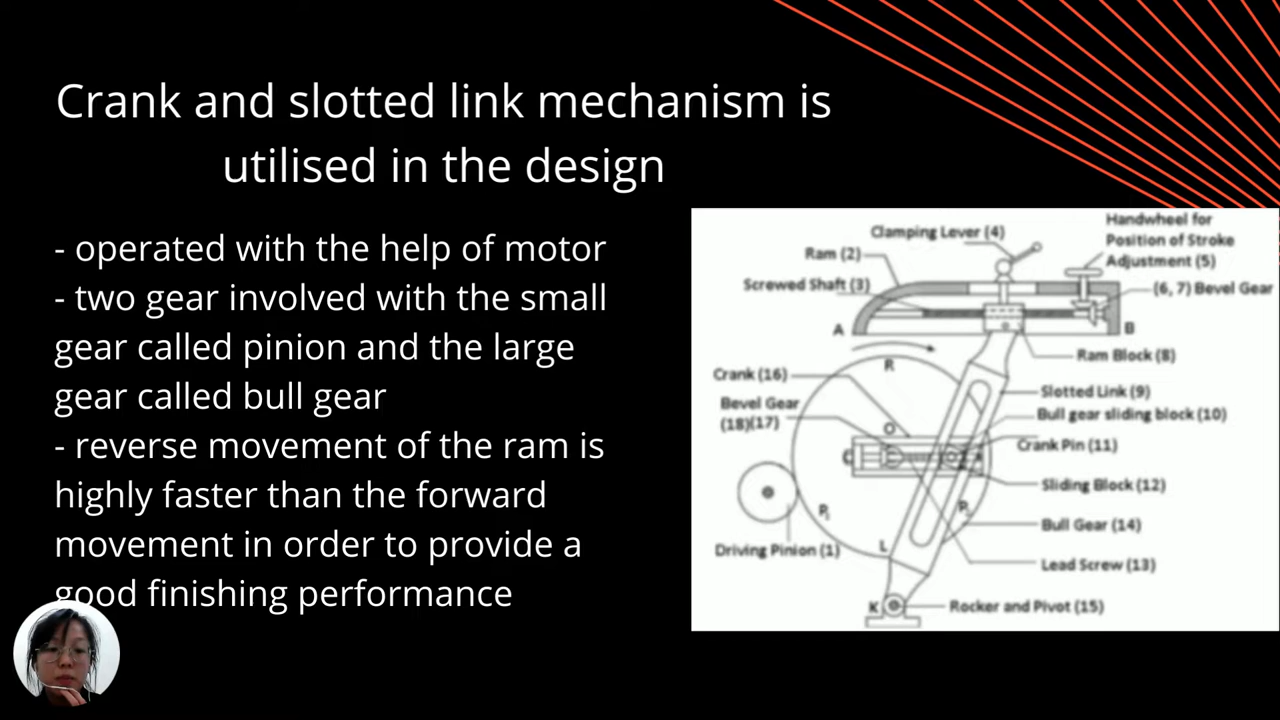 Crank and slotted link mechanism is
utilised in the design
- operated with the help of motor
- two gear involved with the small
gear called pinion and the large
gear called bull gear
- reverse movement of the ram is
highly faster than the forward
movement in order to provide a
good finishing performance
Clamping Lever (4)
Handwheel for
Position of Stroke
Adjustment (5)
Ram (2)
Screwed Shaft (3)
(6, 7) Bevel Gear
A
B
R
Ram Block (8)
Crank (16)
Slotted Link (9)
Bevel Gear
(18)(17)
Bull gear sliding block (10)
O
Crank Pin (11)
C
Sliding Block (12)
P1
P2
Bull Gear (14)
L
Driving Pinion (1)
Lead Screw (13)
K
Rocker and Pivot (15)